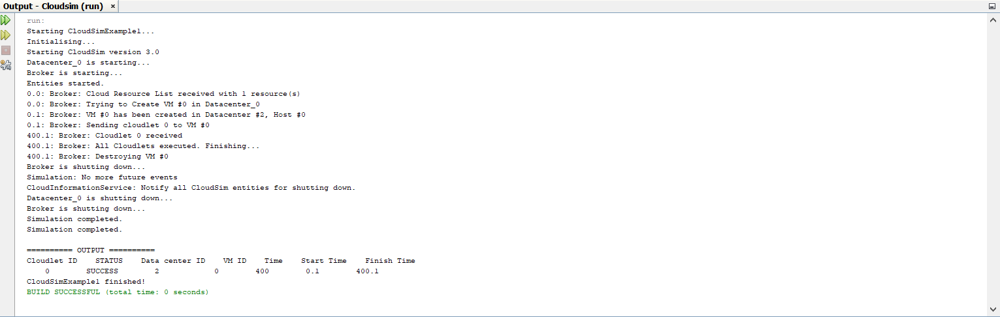 Output - Cloudsim (run) ×
run:
Starting CloudSimExample1...
Initialising...
Starting CloudSim version 3.0
Datacenter_0 is starting...
Broker is starting...
Entities started.
0.0: Broker: Cloud Resource List received with 1 resource(s)
0.0: Broker: Trying to Create VM #0 in Datacenter_0
0.1: Broker: VM #0 has been created in Datacenter #2, Host #0
0.1: Broker: Sending cloudlet 0 to VM #0
400.1: Broker: Cloudlet 0 received
400.1: Broker: All Cloudlets executed. Finishing...
400.1: Broker: Destroying VM #0
Broker is shutting down...
Simulation: No more future events
CloudInformationService: Notify all CloudSim entities for shutting down.
Datacenter_0 is shutting down...
Broker is shutting down...
Simulation completed.
Simulation completed.
========== OUTPUT ==========
Cloudlet ID    STATUS    Data center ID    VM ID    Time    Start Time    Finish Time
0        SUCCESS        2            0        400        0.1        400.1
CloudSimExample1 finished!
BUILD SUCCESSFUL (total time: 0 seconds)